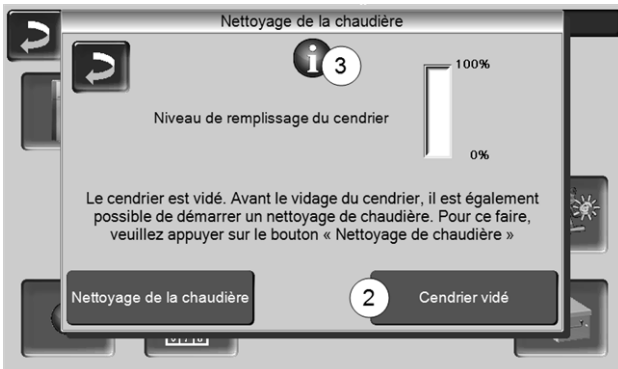 Nettoyage de la chaudière
i
3
100%
Niveau de remplissage du cendrier
0%
Le cendrier est vidé. Avant le vidage du cendrier, il est également
possible de démarrer un nettoyage de chaudière. Pour ce faire,
veuillez appuyer sur le bouton « Nettoyage de chaudière »
Nettoyage de la chaudière
2
Cendrier vidé